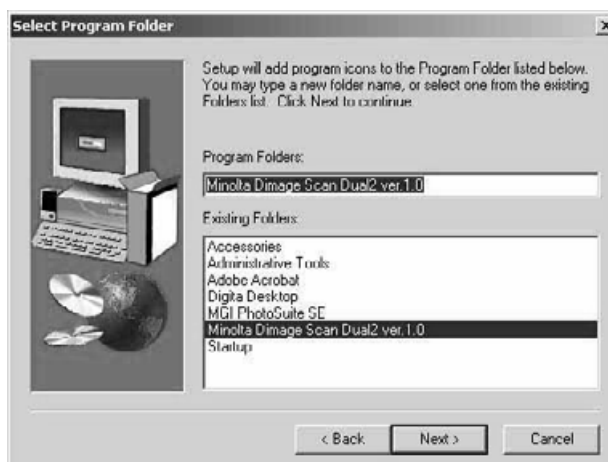 Select Program Folder
Setup will add program icons to the Program Folder listed below.
You may type a new folder name, or select one from the existing
Folders list. Click Next to continue.
Program Folders:
Minolta Dimage Scan Dual2 ver.1.0
Existing Folders:
Accessories
Administrative Tools
Adobe Acrobat
Digita Desktop
MGI PhotoSuite SE
Minolta Dimage Scan Dual2 ver.1.0
Startup
< Back
Next >
Cancel